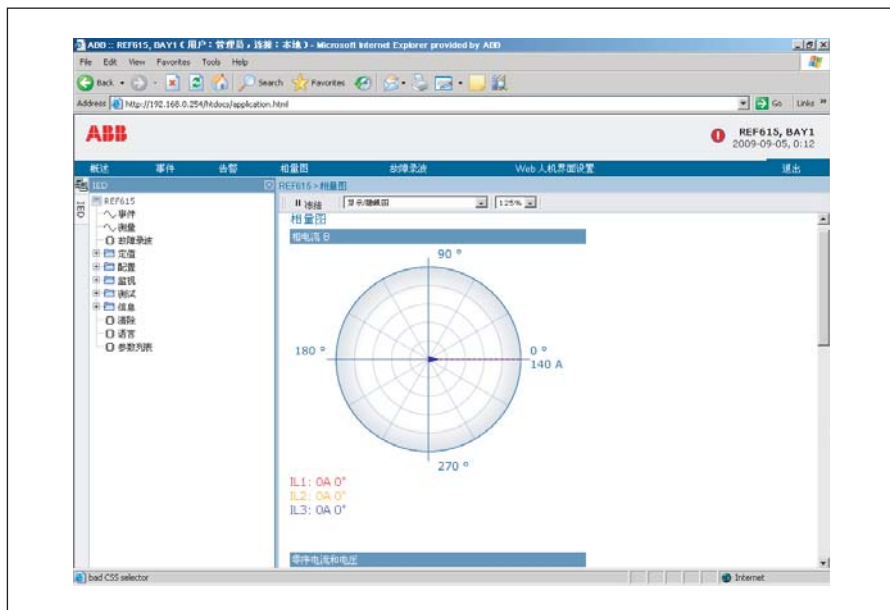 ABB :: REF615, BAY1 ( 用户：管理员，连接：本地 ) - Microsoft Internet Explorer provided by ABB
File Edit View Favorites Tools Help
Back Search Favorites
Address http://192.168.0.254/htdocs/application.html Go Links »
ABB
REF615, BAY1
2009-09-05, 0:12
概述 事件 告警 相量图 故障录波 Web 人机界面设置 退出
IED
IED
REF615 > 相量图
REF615
事件
测量
故障录波
定值
配置
监视
测试
信息
清除
语言
参数列表
冻结 显示/隐藏图 125%
相量图
相电流 B
90 °
180 °
0 °
140 A
270 °
IL1: 0A 0°
IL2: 0A 0°
IL3: 0A 0°
零序电流和电压
bad CSS selector
Internet